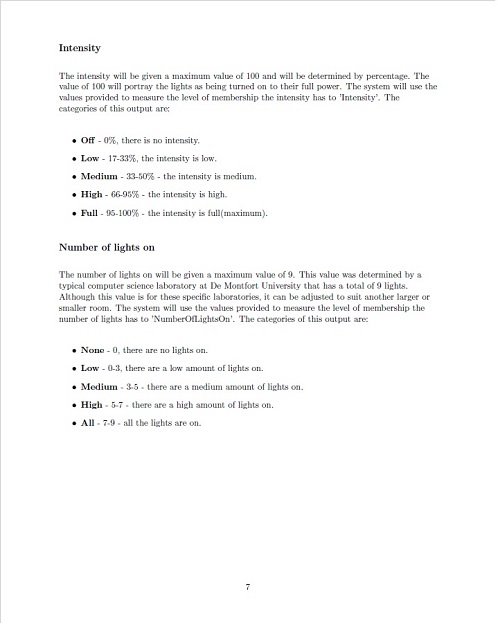 Intensity
The intensity will be given a maximum value of 100 and will be determined by percentage. The
value of 100 will portray the lights as being turned on to their full power. The system will use the
values provided to measure the level of membership the intensity has to 'Intensity'. The
categories of this output are:
• Off - 0%, there is no intensity.
• Low - 17-33%, the intensity is low.
• Medium - 33-50% - the intensity is medium.
• High - 66-95% - the intensity is high.
• Full - 95-100% - the intensity is full(maximum).
Number of lights on
The number of lights on will be given a maximum value of 9. This value was determined by a
typical computer science laboratory at De Montfort University that has a total of 9 lights.
Although this value is for these specific laboratories, it can be adjusted to suit another larger or
smaller room. The system will use the values provided to measure the level of membership the
number of lights has to 'NumberOfLightsOn'. The categories of this output are:
• None - 0, there are no lights on.
• Low - 0-3, there are a low amount of lights on.
• Medium - 3-5 - there are a medium amount of lights on.
• High - 5-7 - there are a high amount of lights on.
• All - 7-9 - all the lights are on.
7